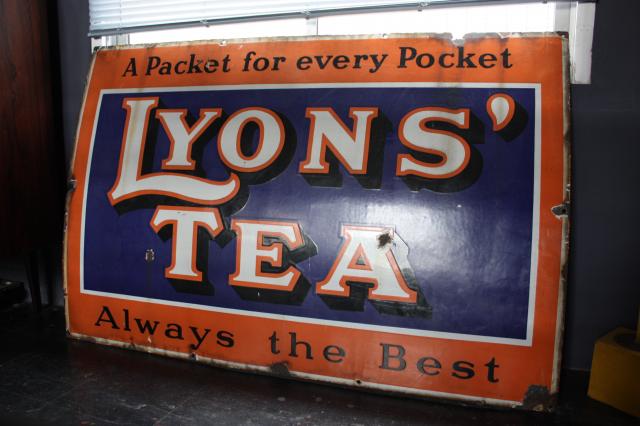 A Packet for every Pocket
LYONS'
TEA
Always the Best